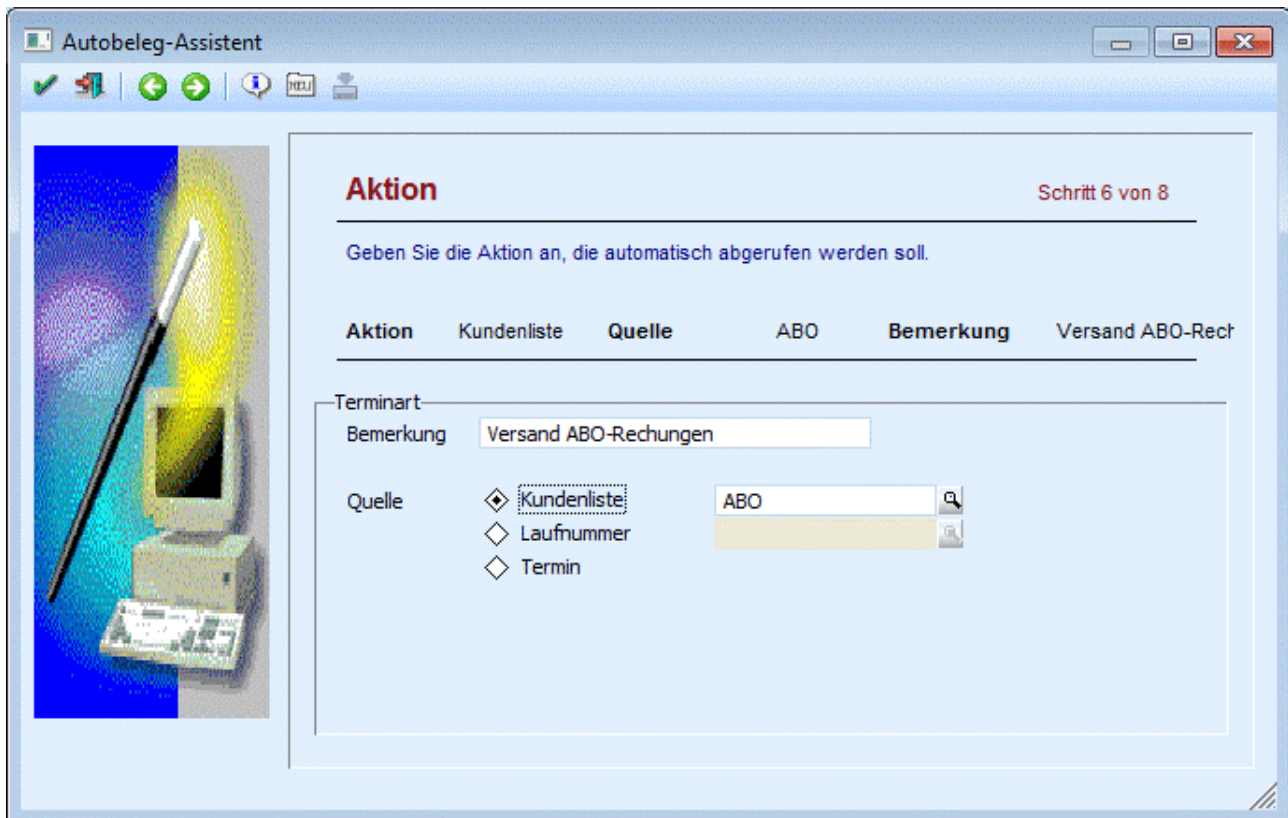 Autobeleg-Assistent
NEU
Aktion Schritt 6 von 8
Geben Sie die Aktion an, die automatisch abgerufen werden soll.
Aktion Kundenliste Quelle ABO Bemerkung Versand ABO-Rech
Terminart
Bemerkung Versand ABO-Rechungen
Quelle Kundenliste ABO
Laufnummer
Termin